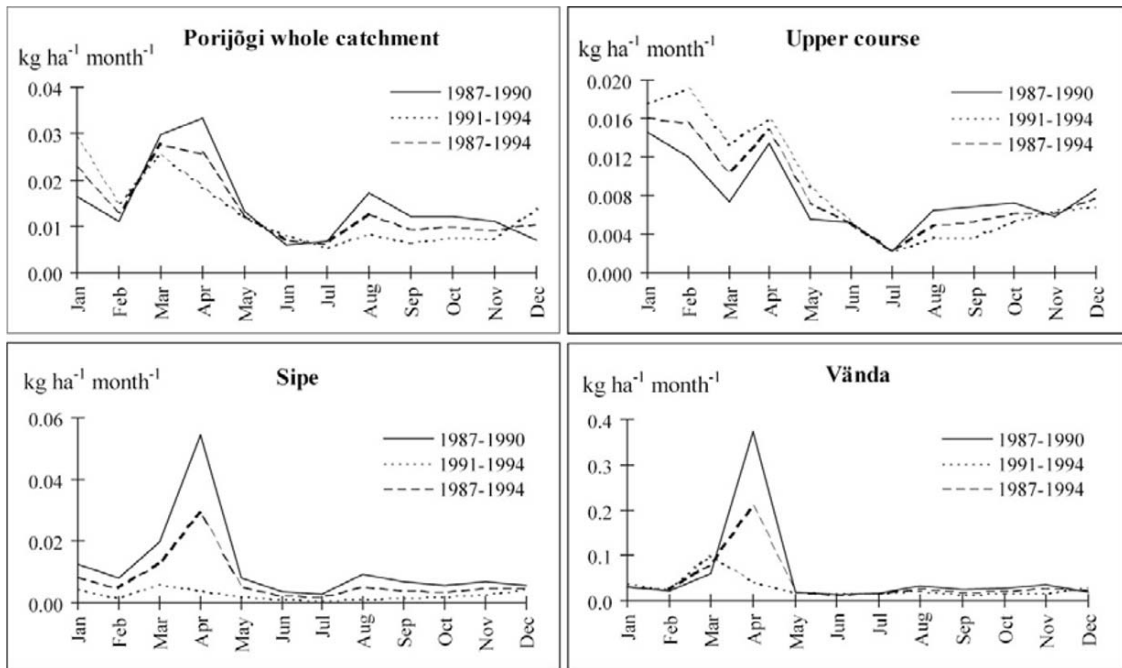 Porijõgi whole catchment
kg ha⁻¹ month⁻¹
0.04
0.03
0.02
0.01
0.00
1987-1990
1991-1994
1987-1994
Jan Feb Mar Apr May Jun Jul Aug Sep Oct Nov Dec
Upper course
kg ha⁻¹ month⁻¹
0.020
0.016
0.012
0.008
0.004
0.000
1987-1990
1991-1994
1987-1994
Jan Feb Mar Apr May Jun Jul Aug Sep Oct Nov Dec
Sipe
kg ha⁻¹ month⁻¹
0.06
0.04
0.02
0.00
1987-1990
1991-1994
1987-1994
Jan Feb Mar Apr May Jun Jul Aug Sep Oct Nov Dec
Vända
kg ha⁻¹ month⁻¹
0.4
0.3
0.2
0.1
0.0
1987-1990
1991-1994
1987-1994
Jan Feb Mar Apr May Jun Jul Aug Sep Oct Nov Dec